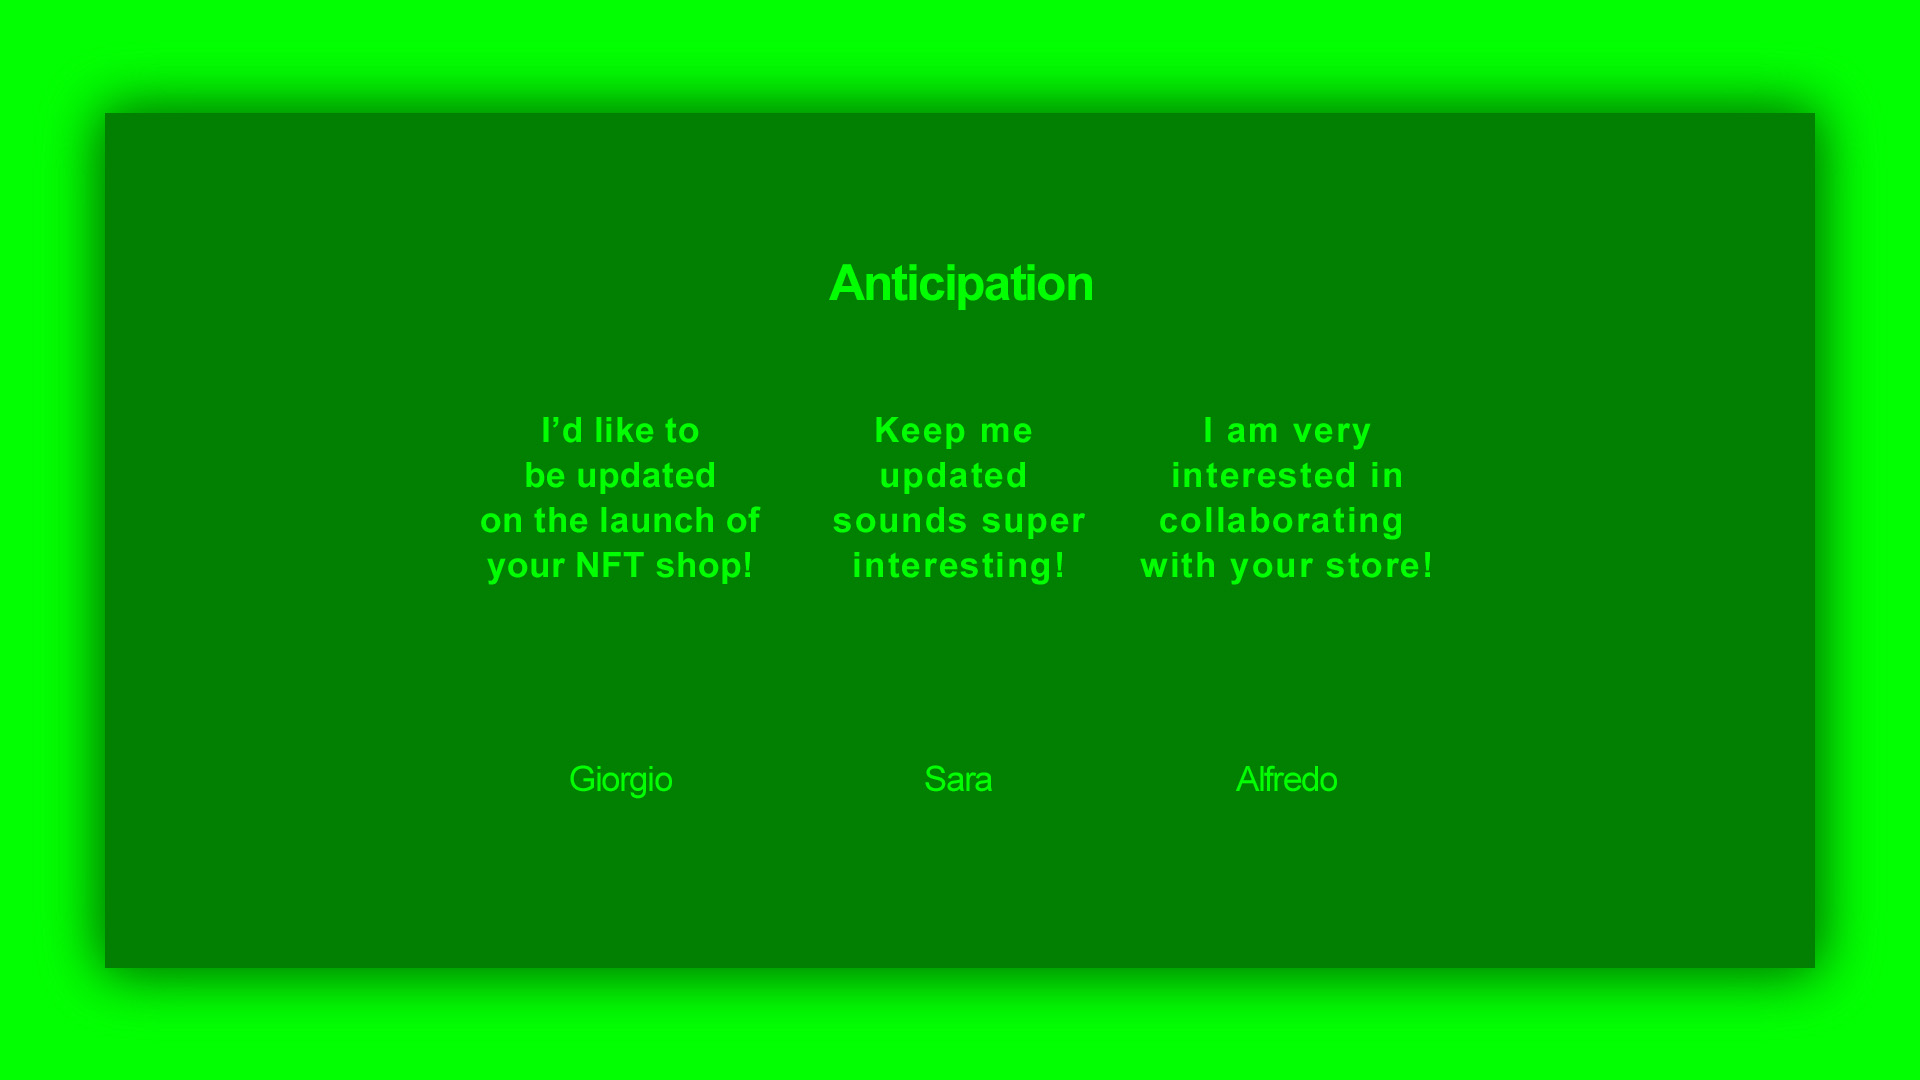 Anticipation
I’d like to
be updated
on the launch of
your NFT shop!
Keep me
updated
sounds super
interesting!
I am very
interested in
collaborating
with your store!
Giorgio
Sara
Alfredo